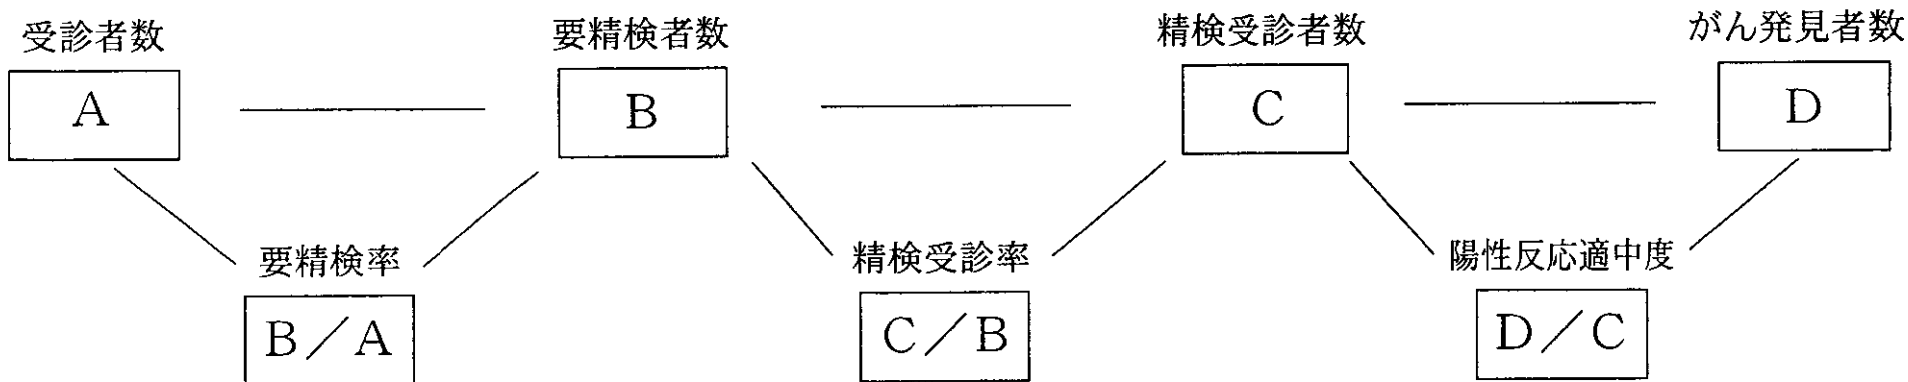 受診者数
要精検者数
精検受診者数
がん発見者数
A
B
C
D
要精検率
精検受診率
陽性反応適中度
B/A
C/B
D/C